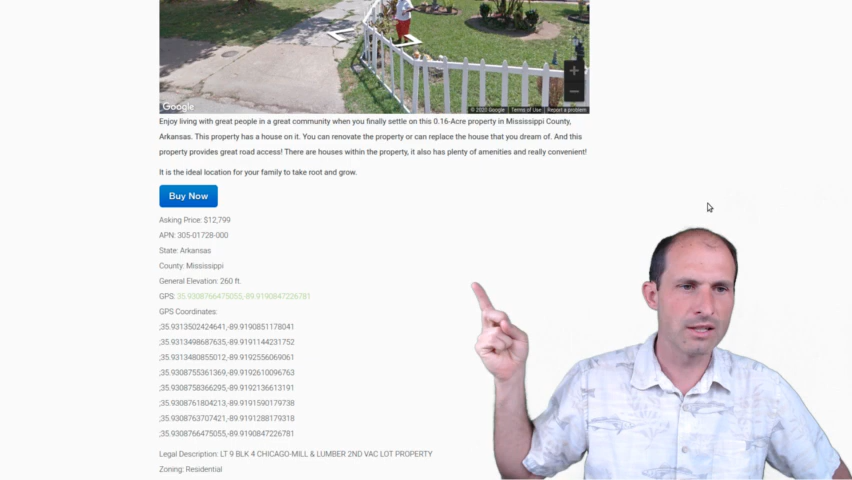 Google
© 2020 Google | Terms of Use | Report a problem
Enjoy living with great people in a great community when you finally settle on this 0.16-Acre property in Mississippi County,
Arkansas. This property has a house on it. You can renovate the property or can replace the house that you dream of. And this
property provides great road access! There are houses within the property, it also has plenty of amenities and really convenient!
It is the ideal location for your family to take root and grow.
Buy Now
Asking Price: $12,799
APN: 305-01728-000
State: Arkansas
County: Mississippi
General Elevation: 260 ft.
GPS: 35.9308766475055,-89.9190847226781
GPS Coordinates:
;35.9313502424641,-89.9190851178041
;35.9313498687635,-89.9191144231752
;35.9313480855012,-89.9192556069061
;35.9308755361369,-89.9192610096763
;35.9308758366295,-89.9192136613191
;35.9308761804213,-89.9191590179738
;35.9308763707421,-89.9191288179318
;35.9308766475055,-89.9190847226781
Legal Description: LT 9 BLK 4 CHICAGO-MILL & LUMBER 2ND VAC LOT PROPERTY
Zoning: Residential